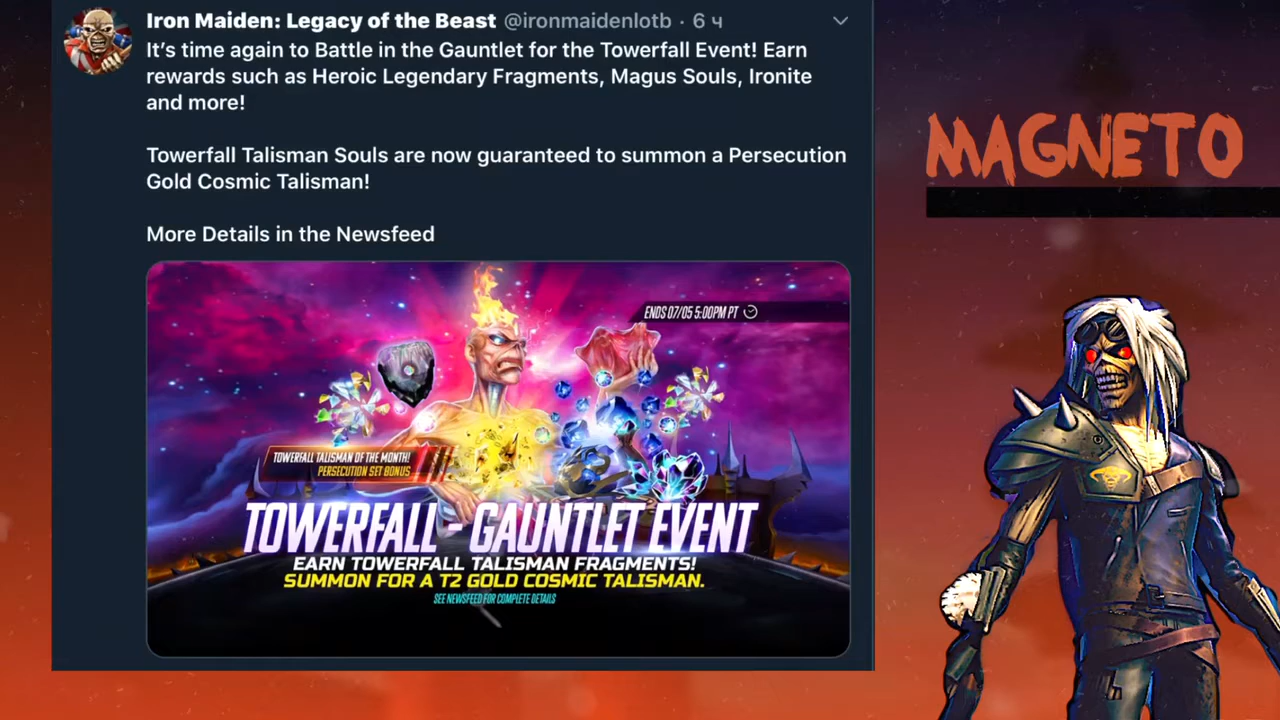 Iron Maiden: Legacy of the Beast @ironmaidenlotb · 6 ч
It’s time again to Battle in the Gauntlet for the Towerfall Event! Earn
rewards such as Heroic Legendary Fragments, Magus Souls, Ironite
and more!
Towerfall Talisman Souls are now guaranteed to summon a Persecution
Gold Cosmic Talisman!
More Details in the Newsfeed
ENDS 07/05 5:00PM PT
TOWERFALL TALISMAN OF THE MONTH!
PERSECUTION SET BONUS
TOWERFALL - GAUNTLET EVENT
EARN TOWERFALL TALISMAN FRAGMENTS!
SUMMON FOR A T2 GOLD COSMIC TALISMAN.
SEE NEWSFEED FOR COMPLETE DETAILS
MAGNETO